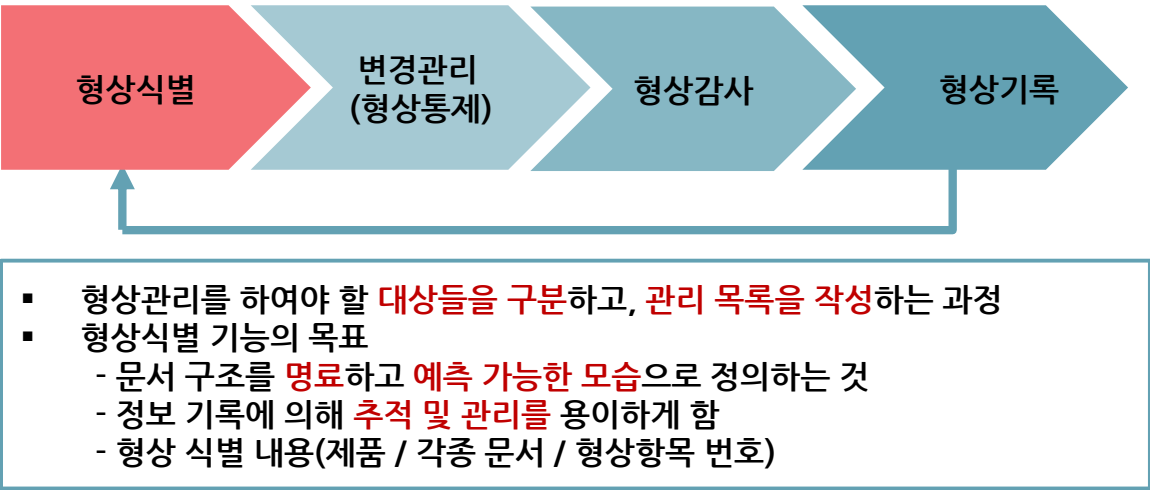 형상식별
변경관리
(형상통제)
형상감사
형상기록
▪ 형상관리를 하여야 할 대상들을 구분하고, 관리 목록을 작성하는 과정
▪ 형상식별 기능의 목표
- 문서 구조를 명료하고 예측 가능한 모습으로 정의하는 것
- 정보 기록에 의해 추적 및 관리를 용이하게 함
- 형상 식별 내용(제품 / 각종 문서 / 형상항목 번호)